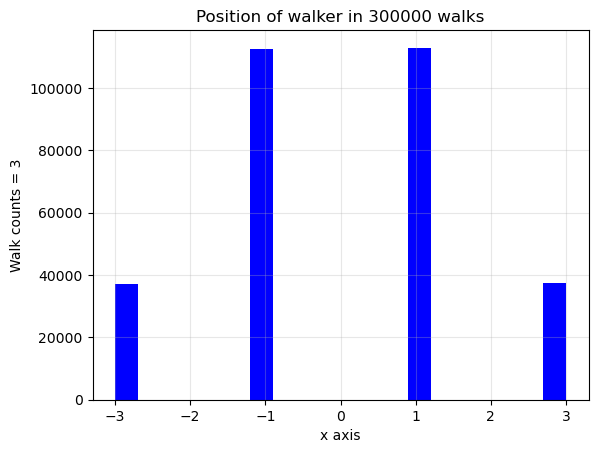 Position of walker in 300000 walks
Walk counts = 3
100000
80000
60000
40000
20000
0
−3 −2 −1 0 1 2 3
x axis